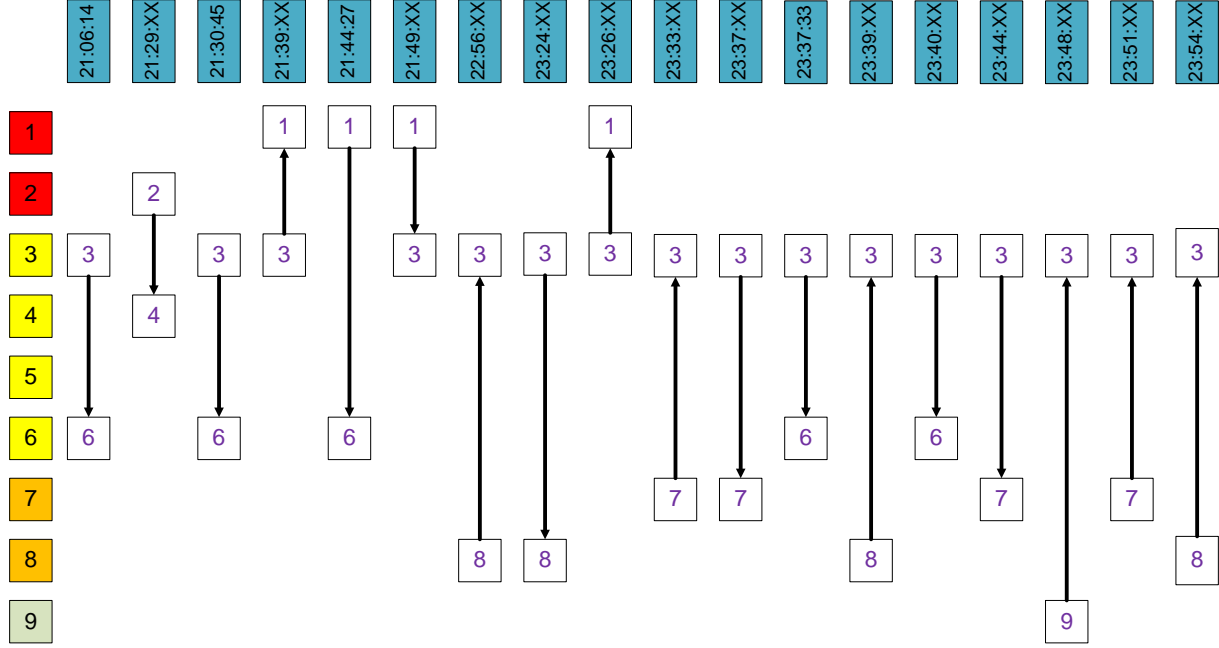 21:06:14
21:29:XX
21:30:45
21:39:XX
21:44:27
21:49:XX
22:56:XX
23:24:XX
23:26:XX
23:33:XX
23:37:XX
23:37:33
23:39:XX
23:40:XX
23:44:XX
23:48:XX
23:51:XX
23:54:XX
1 1 1 1 1
2 2
3 3 3 3 3 3 3 3 3 3 3 3 3 3 3 3 3
4 4
5
6 6 6 6 6 6
7 7 7 7 7
8 8 8 8 8
9 9